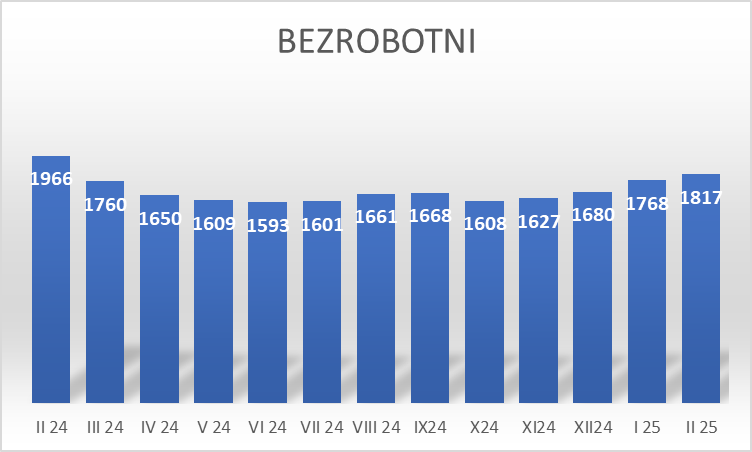 BEZROBOTNI
1966 1760 1650 1609 1593 1601 1661 1668 1608 1627 1680 1768 1817
II 24 III 24 IV 24 V 24 VI 24 VII 24 VIII 24 IX24 X24 XI24 XII24 I 25 II 25